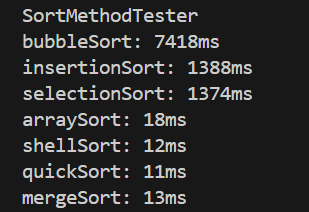 SortMethodTester
bubbleSort: 7418ms
insertionSort: 1388ms
selectionSort: 1374ms
arraySort: 18ms
shellSort: 12ms
quickSort: 11ms
mergeSort: 13ms